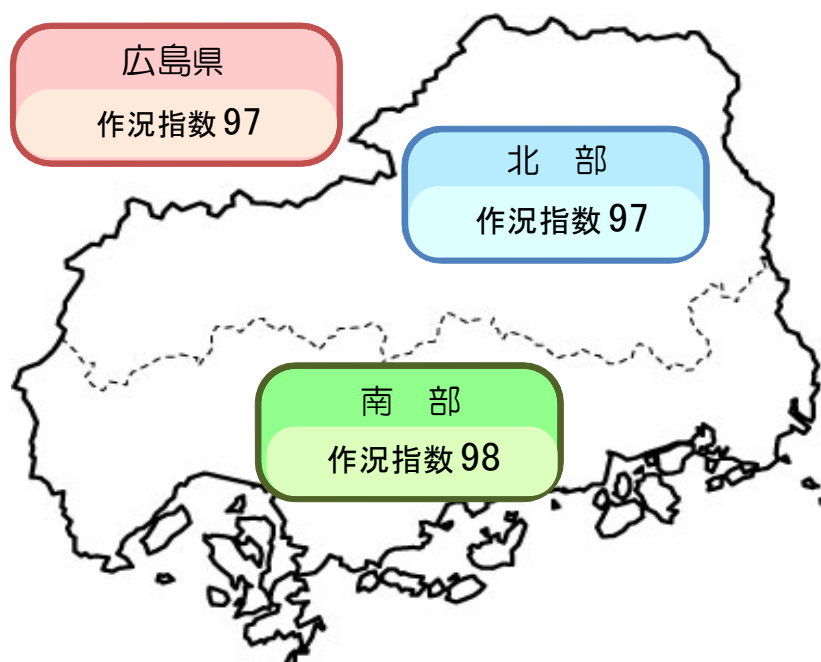 広島県
作況指数 97
北 部
作況指数 97
南 部
作況指数 98